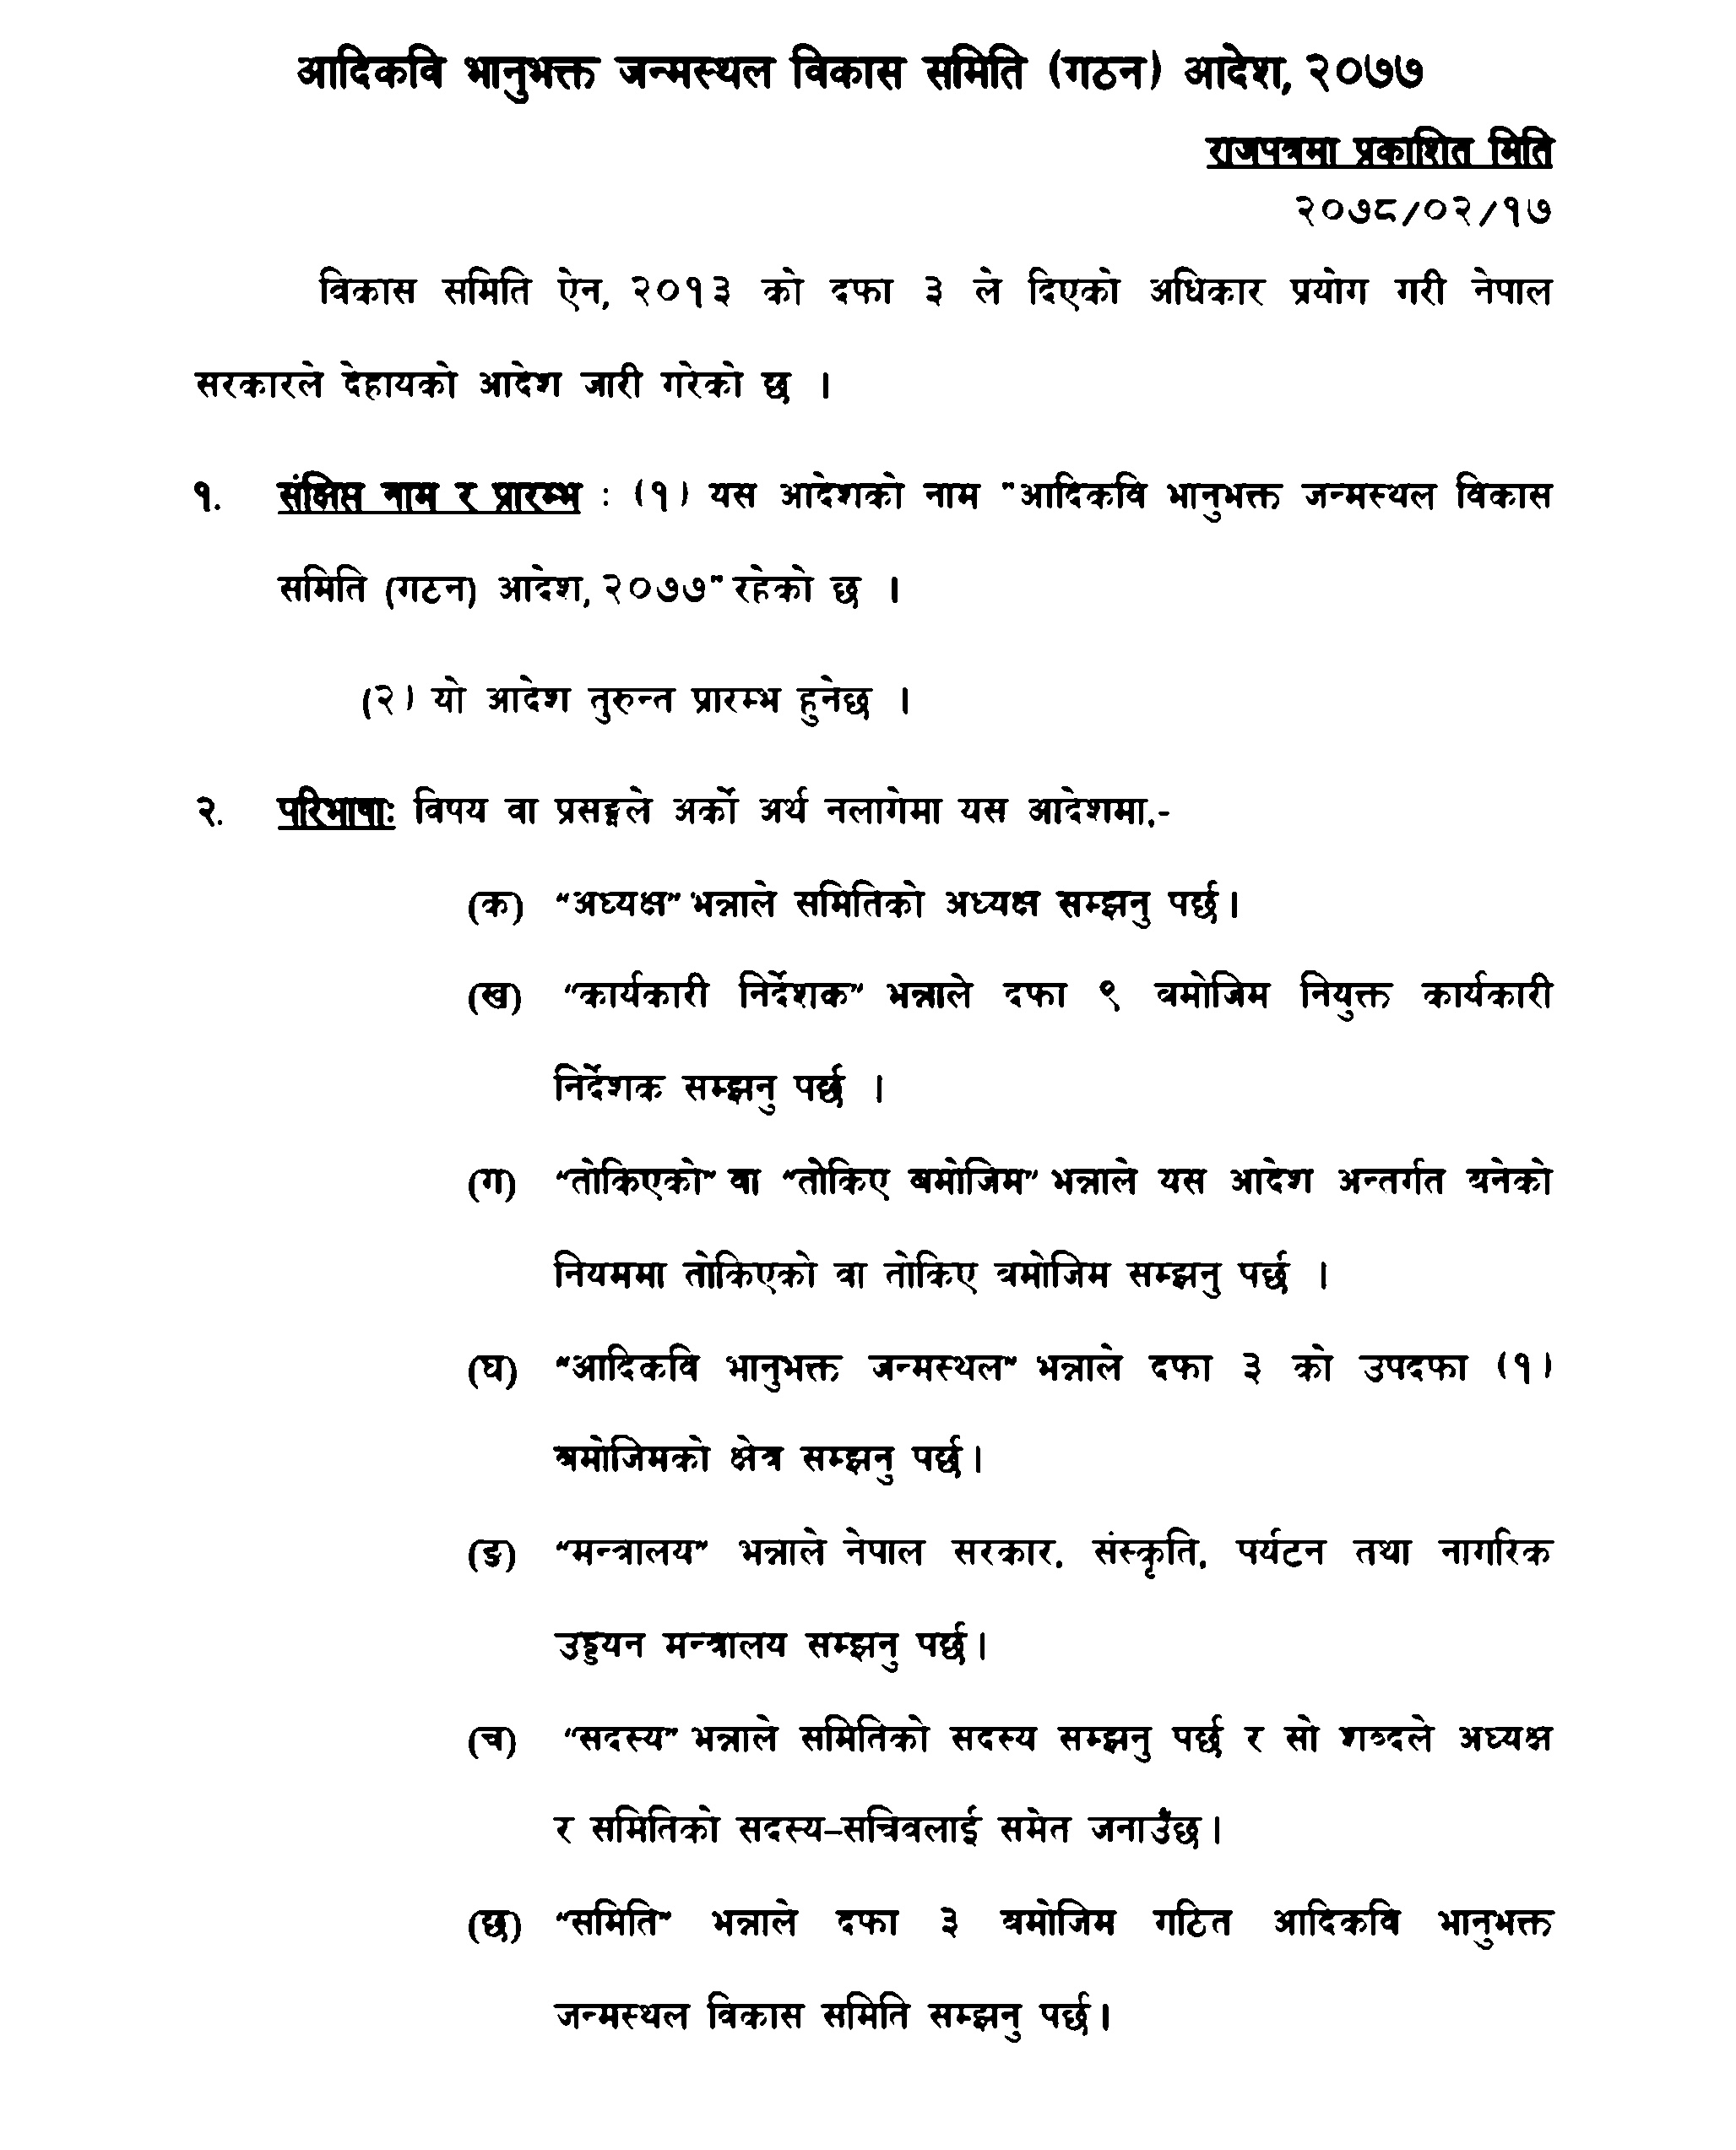 आदिकवि भानुभक्त जन्मस्थल विकास समिति (गठन) आदेश, २०७७
राजपत्रमा प्रकाशित मिति
२०७८/०२/१७
विकास समिति ऐन, २०१३ को दफा ३ ले दिएको अधिकार प्रयोग गरी नेपाल
सरकारले देहायको आदेश जारी गरेको छ ।
१. संक्षिप्त नाम र प्रारम्भ : (१) यस आदेशको नाम "आदिकवि भानुभक्त जन्मस्थल विकास
समिति (गठन) आदेश, २०७७" रहेको छ ।
(२) यो आदेश तुरुन्त प्रारम्भ हुनेछ ।
२. परिभाषाः विषय वा प्रसङ्गले अर्को अर्थ नलागेमा यस आदेशमा,-
(क) "अध्यक्ष" भन्नाले समितिको अध्यक्ष सम्झनु पर्छ।
(ख) "कार्यकारी निर्देशक" भन्नाले दफा ९ बमोजिम नियुक्त कार्यकारी
निर्देशक सम्झनु पर्छ ।
(ग) "तोकिएको" वा "तोकिए बमोजिम" भन्नाले यस आदेश अन्तर्गत बनेको
नियममा तोकिएको वा तोकिए बमोजिम सम्झनु पर्छ ।
(घ) "आदिकवि भानुभक्त जन्मस्थल" भन्नाले दफा ३ को उपदफा (१)
बमोजिमको क्षेत्र सम्झनु पर्छ।
(ङ) "मन्त्रालय" भन्नाले नेपाल सरकार, संस्कृति, पर्यटन तथा नागरिक
उड्डयन मन्त्रालय सम्झनु पर्छ।
(च) "सदस्य" भन्नाले समितिको सदस्य सम्झनु पर्छ र सो शब्दले अध्यक्ष
र समितिको सदस्य–सचिवलाई समेत जनाउँछ।
(छ) "समिति" भन्नाले दफा ३ बमोजिम गठित आदिकवि भानुभक्त
जन्मस्थल विकास समिति सम्झनु पर्छ।